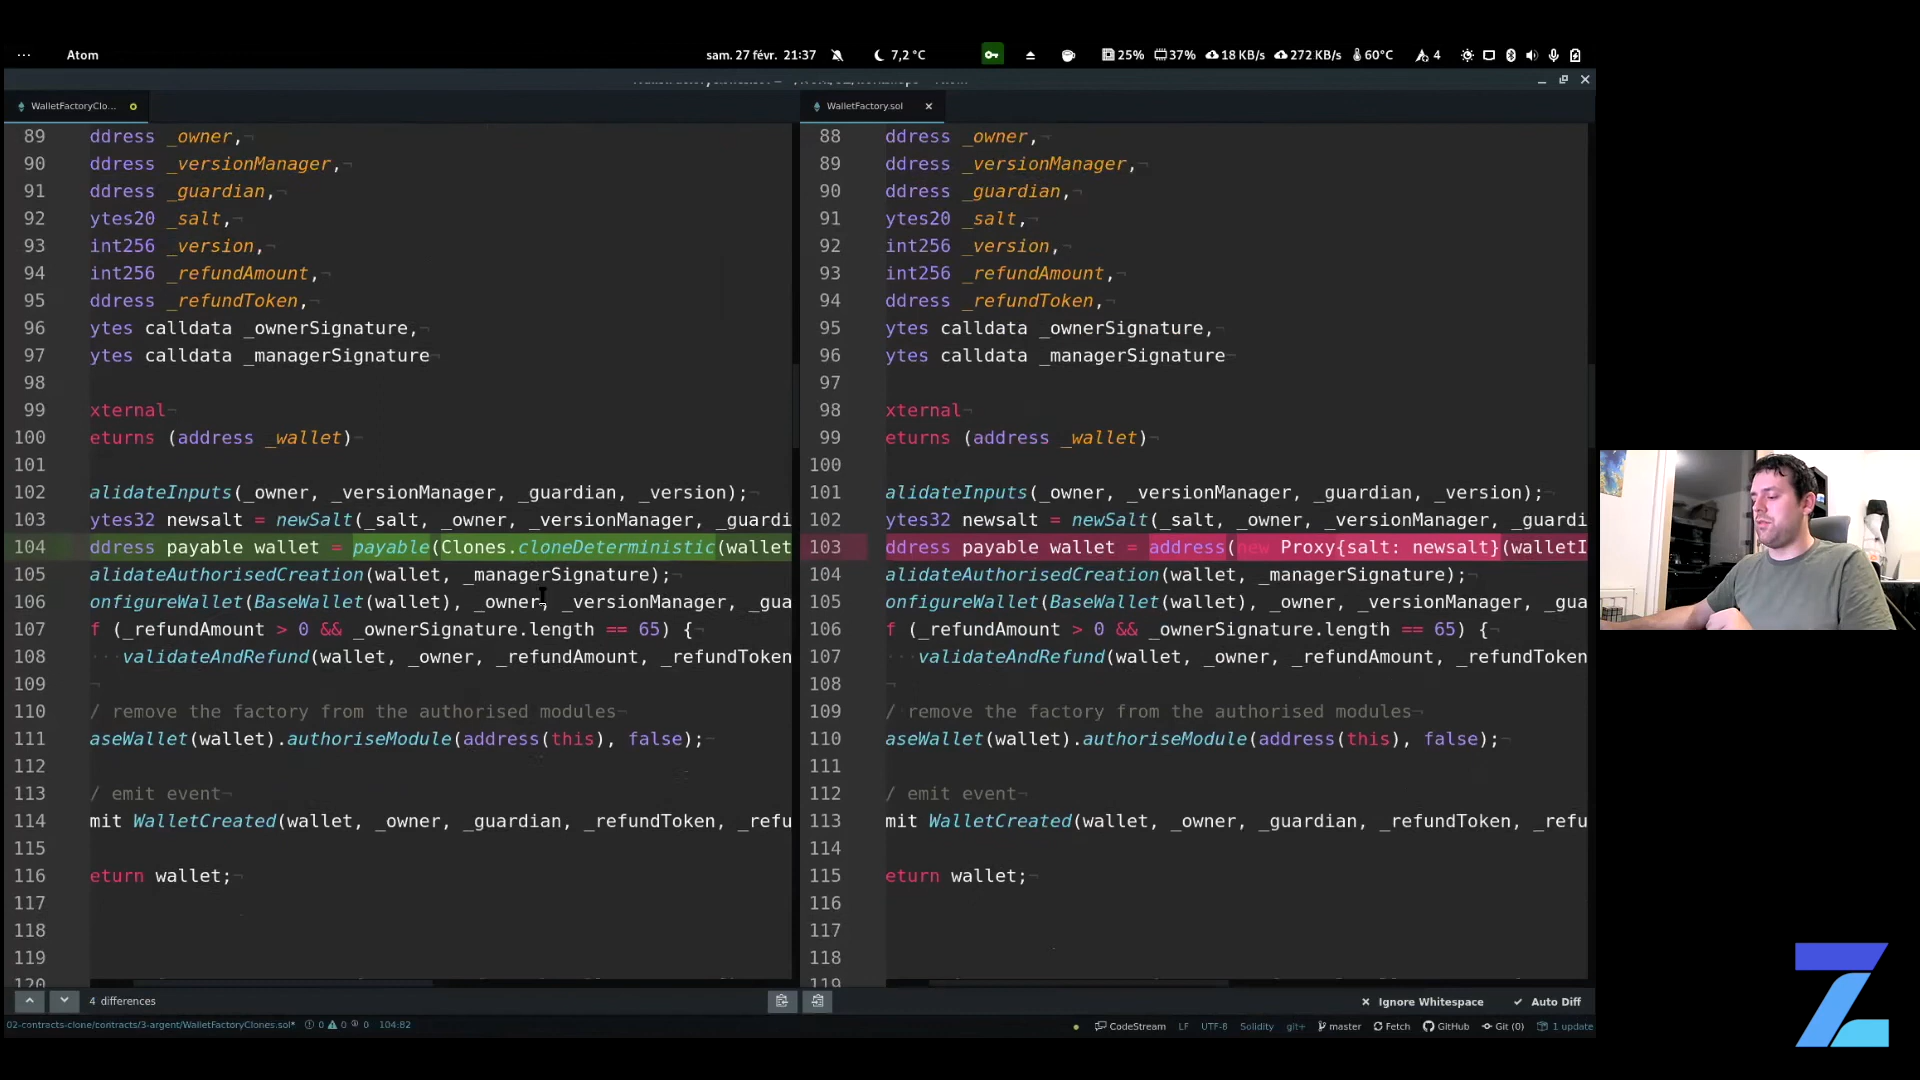 ... Atom sam. 27 févr. 21:37 7,2 °C 25% 37% 18 KB/s 272 KB/s 60°C 4
WalletFactoryClo...
89 ddress _owner,¬
90 ddress _versionManager,¬
91 ddress _guardian,¬
92 ytes20 _salt,¬
93 int256 _version,¬
94 int256 _refundAmount,¬
95 ddress _refundToken,¬
96 ytes calldata _ownerSignature,¬
97 ytes calldata _managerSignature¬
98
99 xternal¬
100 eturns (address _wallet)¬
101
102 alidateInputs(_owner, _versionManager, _guardian, _version);¬
103 ytes32 newsalt = newSalt(_salt, _owner, _versionManager, _guardi
104 ddress payable wallet = payable(Clones.cloneDeterministic(wallet
105 alidateAuthorisedCreation(wallet, _managerSignature);¬
106 onfigureWallet(BaseWallet(wallet), _owner, _versionManager, _gua
107 f (_refundAmount > 0 && _ownerSignature.length == 65) {¬
108 ···validateAndRefund(wallet, _owner, _refundAmount, _refundToken
109 ¬
110 / remove the factory from the authorised modules¬
111 aseWallet(wallet).authoriseModule(address(this), false);¬
112
113 / emit event¬
114 mit WalletCreated(wallet, _owner, _guardian, _refundToken, _refu
115
116 eturn wallet;¬
117
118
119
120
WalletFactory.sol
88 ddress _owner,¬
89 ddress _versionManager,¬
90 ddress _guardian,¬
91 ytes20 _salt,¬
92 int256 _version,¬
93 int256 _refundAmount,¬
94 ddress _refundToken,¬
95 ytes calldata _ownerSignature,¬
96 ytes calldata _managerSignature¬
97
98 xternal¬
99 eturns (address _wallet)¬
100
101 alidateInputs(_owner, _versionManager, _guardian, _version);¬
102 ytes32 newsalt = newSalt(_salt, _owner, _versionManager, _guardi
103 ddress payable wallet = address(new Proxy{salt: newsalt}(walletI
104 alidateAuthorisedCreation(wallet, _managerSignature);¬
105 onfigureWallet(BaseWallet(wallet), _owner, _versionManager, _gua
106 f (_refundAmount > 0 && _ownerSignature.length == 65) {¬
107 ···validateAndRefund(wallet, _owner, _refundAmount, _refundToken
108 ¬
109 / remove the factory from the authorised modules¬
110 aseWallet(wallet).authoriseModule(address(this), false);¬
111
112 / emit event¬
113 mit WalletCreated(wallet, _owner, _guardian, _refundToken, _refu
114
115 eturn wallet;¬
116
117
118
119
4 differences Ignore Whitespace Auto Diff
02-contracts-clone/contracts/3-argent/WalletFactoryClones.sol* 0 0 0 104:82 CodeStream LF UTF-8 Solidity git+ master Fetch GitHub Git (0) 1 update